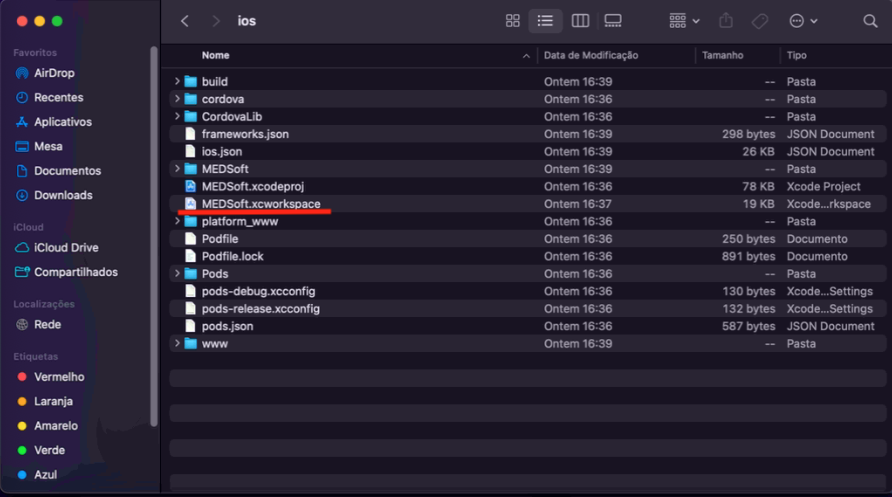 ios
Favoritos
AirDrop
Recentes
Aplicativos
Mesa
Documentos
Downloads
iCloud
iCloud Drive
Compartilhados
Localizações
Rede
Etiquetas
Vermelho
Laranja
Amarelo
Verde
Azul
Nome Data de Modificação Tamanho Tipo
build Ontem 16:39 -- Pasta
cordova Ontem 16:36 -- Pasta
CordovaLib Ontem 16:36 -- Pasta
frameworks.json Ontem 16:39 298 bytes JSON Document
ios.json Ontem 16:39 26 KB JSON Document
MEDSoft Ontem 16:39 -- Pasta
MEDSoft.xcodeproj Ontem 16:36 78 KB Xcode Project
MEDSoft.xcworkspace Ontem 16:37 19 KB Xcode...rkspace
platform_www Ontem 16:36 -- Pasta
Podfile Ontem 16:36 250 bytes Documento
Podfile.lock Ontem 16:36 891 bytes Documento
Pods Ontem 16:36 -- Pasta
pods-debug.xcconfig Ontem 16:36 130 bytes Xcode...Settings
pods-release.xcconfig Ontem 16:36 132 bytes Xcode...Settings
pods.json Ontem 16:36 587 bytes JSON Document
www Ontem 16:39 -- Pasta